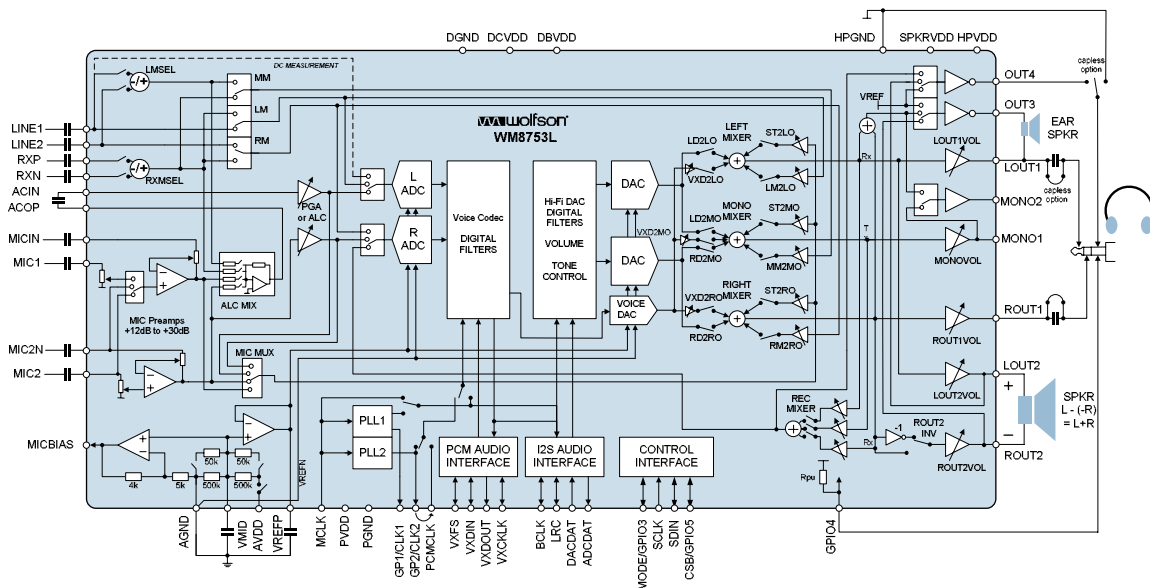 DGND
DCVDD
DBVDD
HPGND
SPKRVDD
HPVDD
DC MEASUREMENT
LMSEL
MM
LM
RM
RXMSEL
LINE1
LINE2
RXP
RXN
ACIN
ACOP
MICIN
MIC1
MIC2N
MIC2
MICBIAS
wolfson
WM8753L
PGA
or ALC
L
ADC
R
ADC
Voice Codec
DIGITAL
FILTERS
Hi-Fi DAC
DIGITAL
FILTERS
VOLUME
TONE
CONTROL
DAC
DAC
VOICE
DAC
VXD2MO
LD2LO
LEFT
MIXER
ST2LO
VXD2LO
LM2LO
LD2MO
MONO
MIXER
ST2MO
RD2MO
MM2MO
VXD2RO
RIGHT
MIXER
ST2RO
RD2RO
RM2RO
VREF
Rx
Tx
OUT4
OUT3
LOUT1VOL
LOUT1
MONO2
MONO1
MONOVOL
ROUT1
ROUT1VOL
LOUT2
LOUT2VOL
ROUT2
INV
-1
ROUT2VOL
ROUT2
capless
option
EAR
SPKR
capless
option
+
SPKR
L - (-R)
= L+R
−
ALC MIX
MIC Preamps
+12dB to +30dB
MIC MUX
REC
MIXER
Rx
Rpu
PLL1
PLL2
PCM AUDIO
INTERFACE
I2S AUDIO
INTERFACE
CONTROL
INTERFACE
4k
5k
50k
50k
500k
500k
VREFN
AGND
VMID
AVDD
VREFP
MCLK
PVDD
PGND
GP1/CLK1
GP2/CLK2
PCMCLK
VXFS
VXDIN
VXDOUT
VXCKLK
BCLK
LRC
DACDAT
ADCDAT
MODE/GPIO3
SCLK
SDIN
CSB/GPIO5
GPIO4